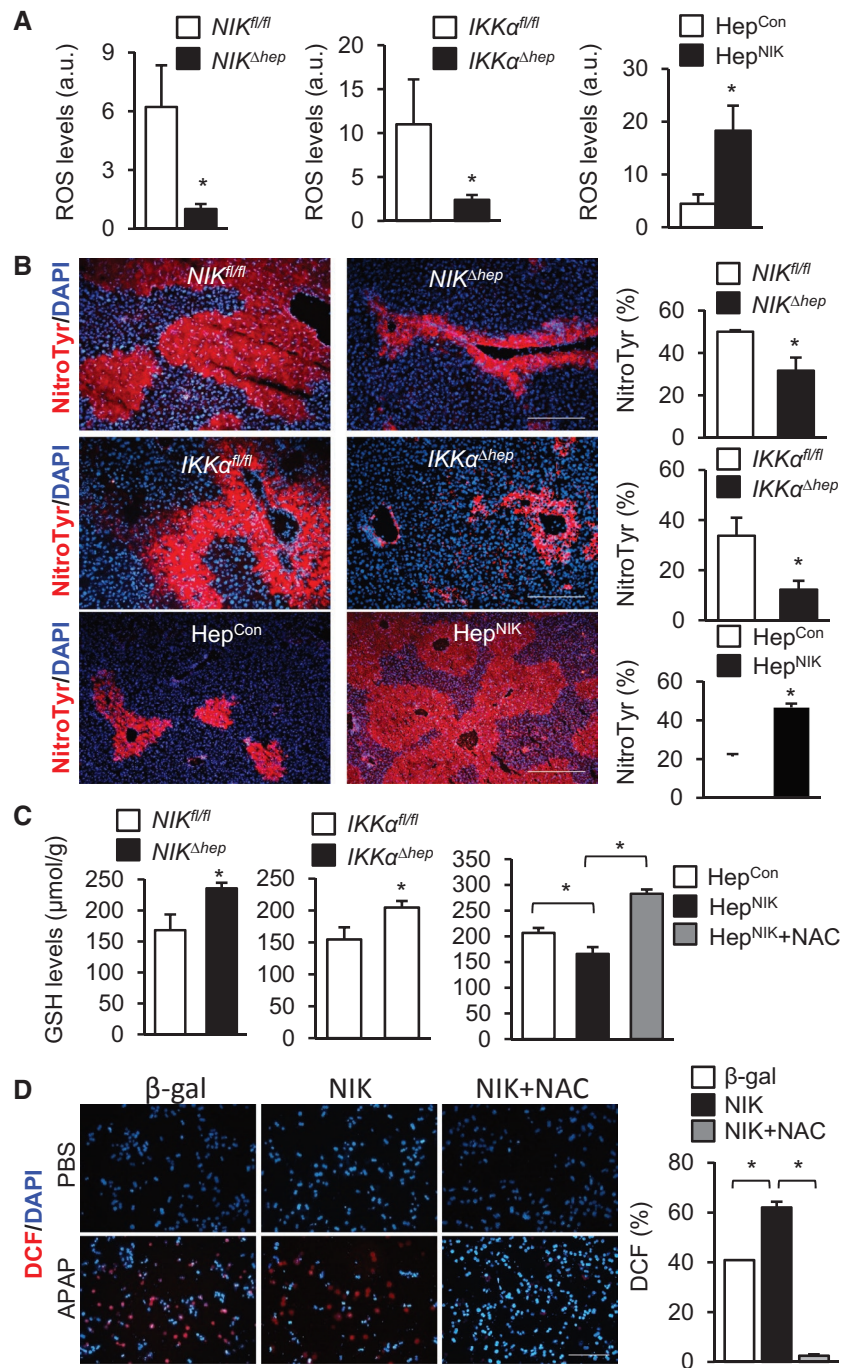 A
NIK^fl/fl
NIK^Δhep
ROS levels (a.u.)
9
6
3
0
*
IKKα^fl/fl
IKKα^Δhep
ROS levels (a.u.)
20
15
10
5
0
*
Hep^Con
Hep^NIK
ROS levels (a.u.)
30
20
10
0
*
B
NitroTyr/DAPI
NIK^fl/fl
NIK^Δhep
NIK^fl/fl
NIK^Δhep
NitroTyr (%)
60
40
20
0
*
NitroTyr/DAPI
IKKα^fl/fl
IKKα^Δhep
IKKα^fl/fl
IKKα^Δhep
NitroTyr (%)
60
40
20
0
*
NitroTyr/DAPI
Hep^Con
Hep^NIK
Hep^Con
Hep^NIK
NitroTyr (%)
60
40
20
0
*
C
NIK^fl/fl
NIK^Δhep
GSH levels (μmol/g)
250
200
150
100
50
0
*
IKKα^fl/fl
IKKα^Δhep
250
200
150
100
50
0
*
350
300
250
200
150
100
50
0
*
*
Hep^Con
Hep^NIK
Hep^NIK+NAC
D
β-gal
NIK
NIK+NAC
DCF/DAPI
PBS
APAP
β-gal
NIK
NIK+NAC
DCF (%)
80
60
40
20
0
*
*